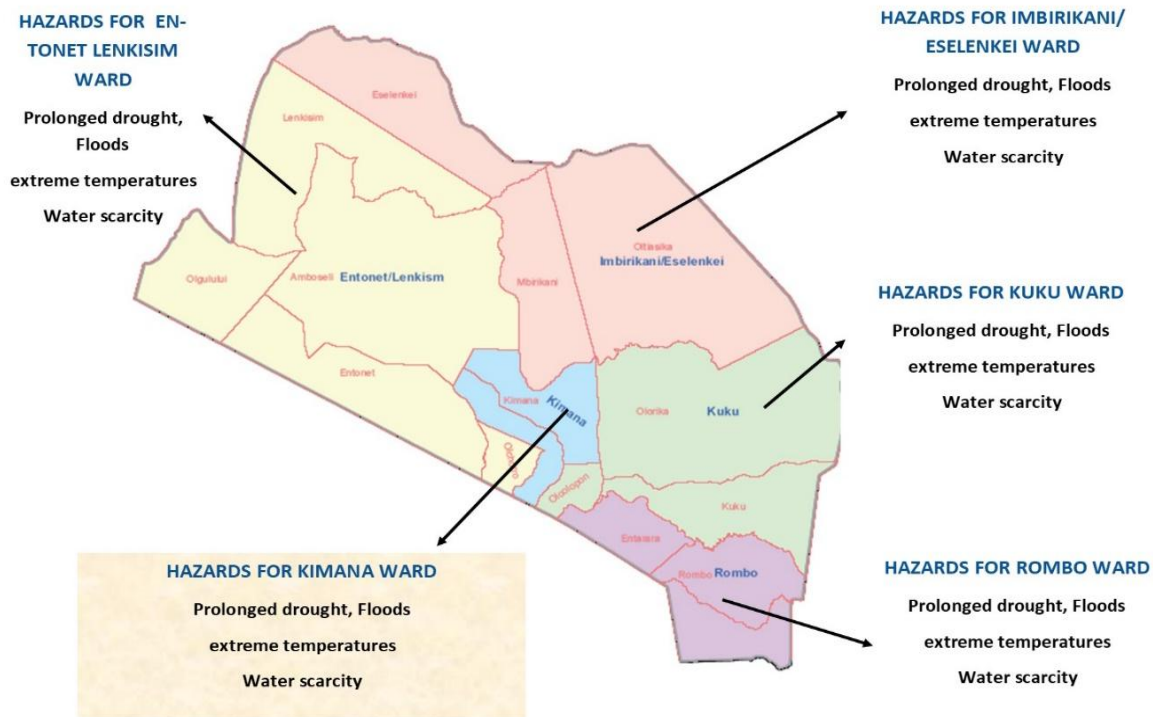 HAZARDS FOR EN-
TONET LENKISIM
WARD
Prolonged drought,
Floods
extreme temperatures
Water scarcity
HAZARDS FOR IMBIRIKANI/
ESELENKEI WARD
Prolonged drought, Floods
extreme temperatures
Water scarcity
Eselenkei
Lenkisim
Oltiasika
Imbirikani/Eselenkei
Olgulului
Amboseli
Entonet/Lenkism
Mbirikani
HAZARDS FOR KUKU WARD
Prolonged drought, Floods
extreme temperatures
Water scarcity
Entonet
Kimana
Kimana
Olorika
Kuku
Olchoro
Oloolopon
Kuku
Entarara
Rombo
Rombo
HAZARDS FOR KIMANA WARD
Prolonged drought, Floods
extreme temperatures
Water scarcity
HAZARDS FOR ROMBO WARD
Prolonged drought, Floods
extreme temperatures
Water scarcity